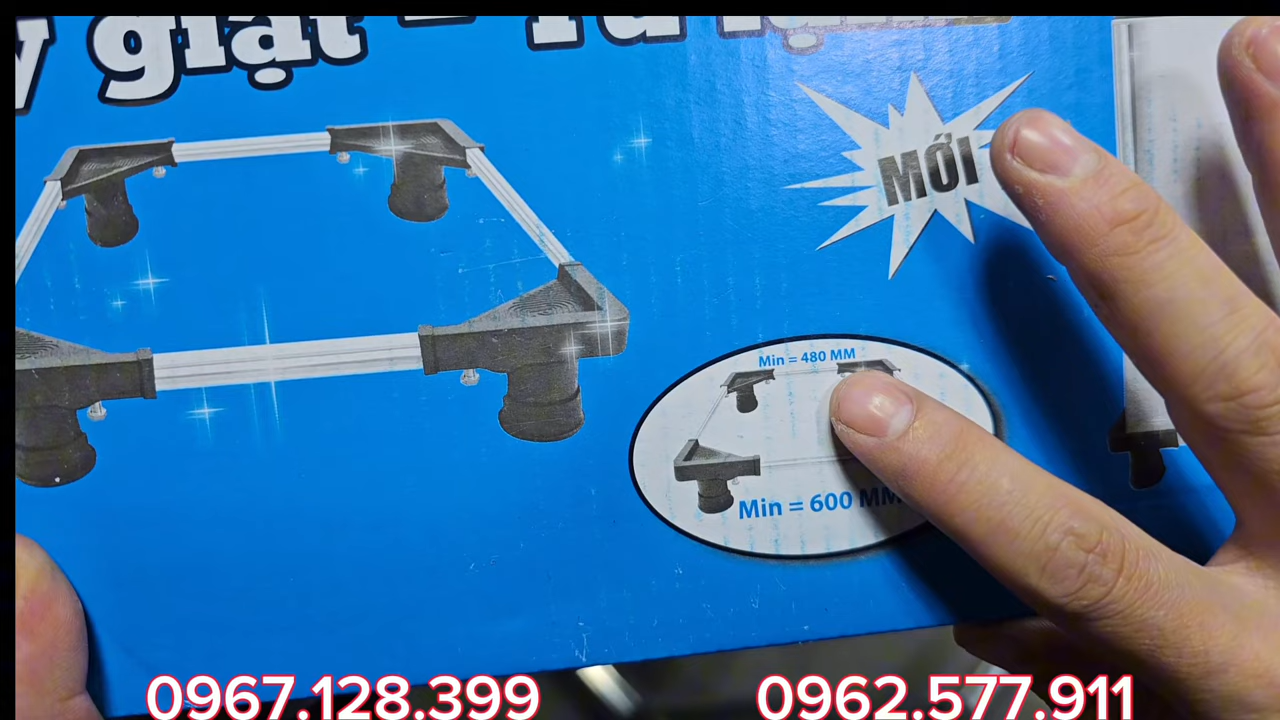 giặt
MỚI
Min = 480 MM
Min = 600 MM
0967.128.399
0962.577.911